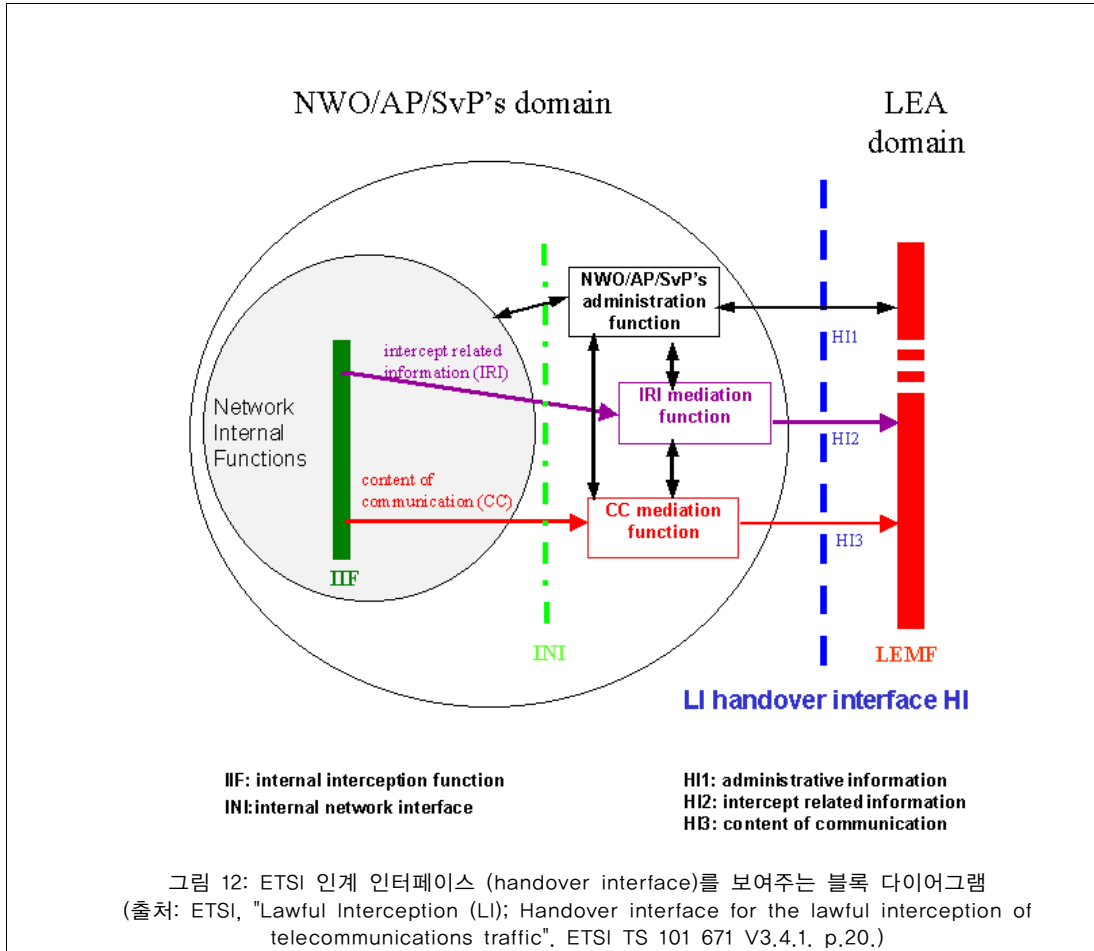 NWO/AP/SvP's domain
LEA
domain
NWO/AP/SvP's
administration
function
HI1
intercept related
information (IRI)
IRI mediation
function
HI2
Network
Internal
Functions
content of
communication (CC)
CC mediation
function
HI3
IIF
INI
LEMF
LI handover interface HI
IIF: internal interception function
INI:internal network interface
HI1: administrative information
HI2: intercept related information
HI3: content of communication
그림 12: ETSI 인계 인터페이스 (handover interface)를 보여주는 블록 다이어그램
(출처: ETSI, "Lawful Interception (LI); Handover interface for the lawful interception of
telecommunications traffic", ETSI TS 101 671 V3.4.1, p.20.)